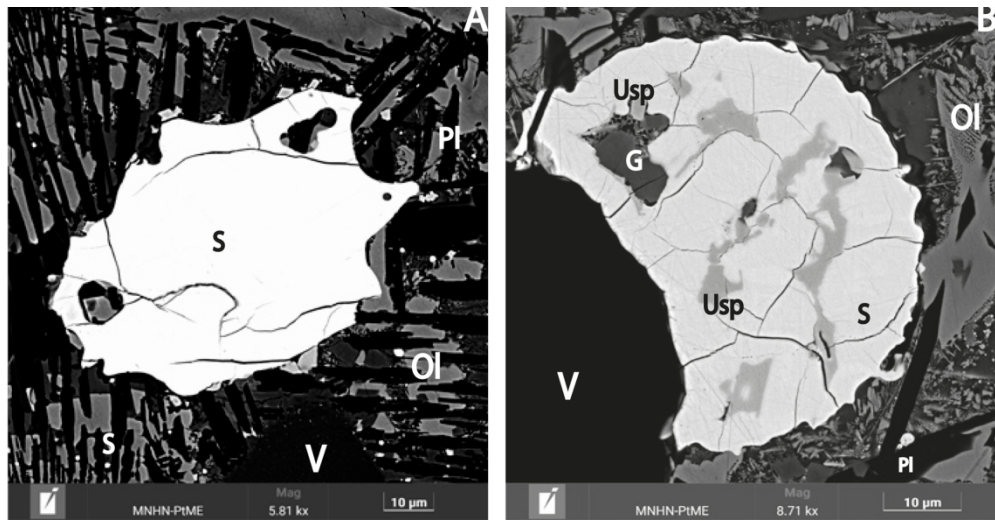 A
Pl
S
Ol
S
V
Mag
MNHN-PtME
5.81 kx
10 µm
B
Usp
Ol
G
Usp
S
V
Pl
Mag
MNHN-PtME
8.71 kx
10 µm